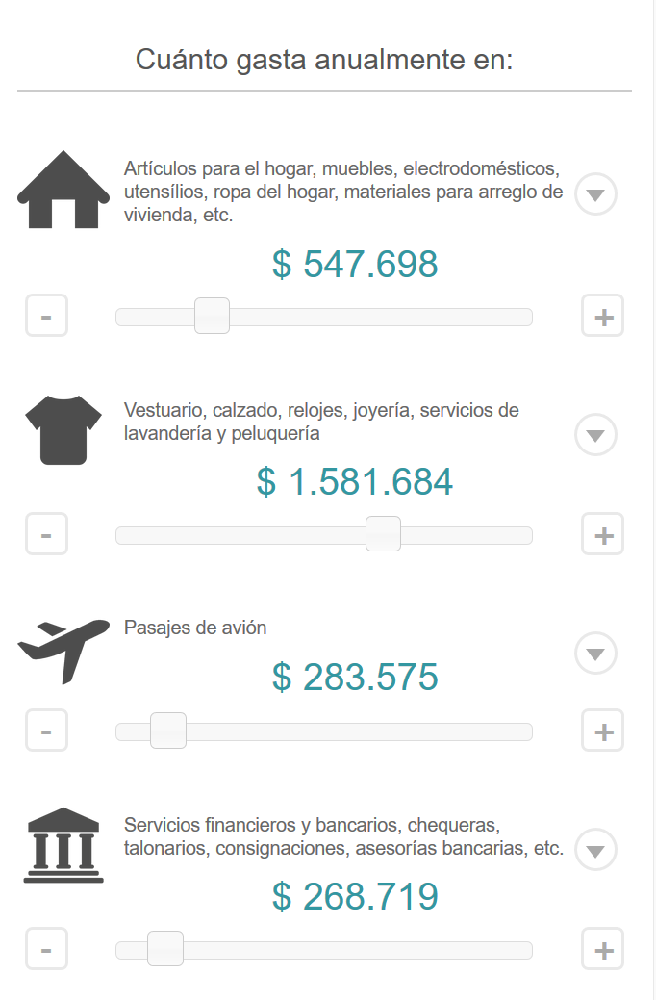 Cuánto gasta anualmente en:
Artículos para el hogar, muebles, electrodomésticos,
utensílios, ropa del hogar, materiales para arreglo de
vivienda, etc.
$ 547.698
- +
Vestuario, calzado, relojes, joyería, servicios de
lavandería y peluquería
$ 1.581.684
- +
Pasajes de avión
$ 283.575
- +
Servicios financieros y bancarios, chequeras,
talonarios, consignaciones, asesorías bancarias, etc.
$ 268.719
- +